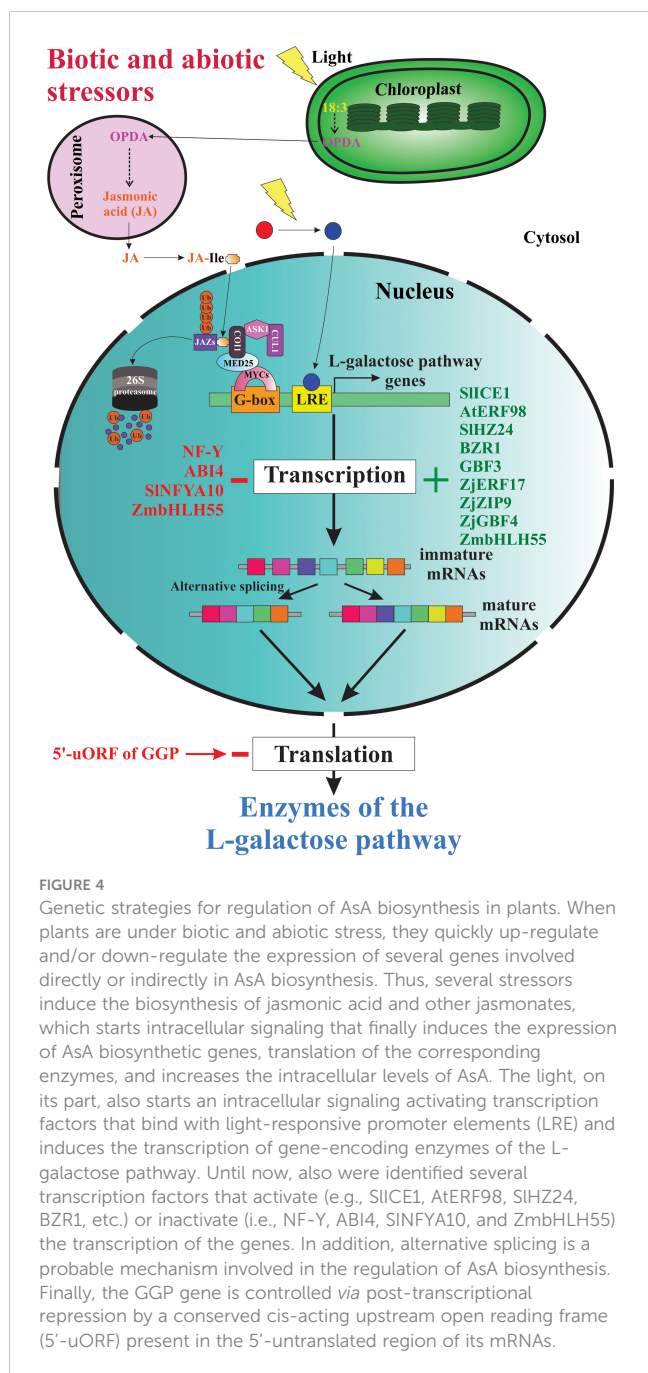 Biotic and abiotic
stressors
Light
Chloroplast
18:3
OPDA
OPDA
Peroxisome
Jasmonic
acid (JA)
JA
JA-Ile
Cytosol
Nucleus
Ub
Ub
Ub
Ub
JAZs
COI1
ASK1
CUL1
MED25
MYCs
G-box
LRE
L-galactose pathway
genes
26S
proteasome
Ub
Ub
Ub
Ub
NF-Y
ABI4
SlNFYA10
ZmbHLH55
Transcription
SlICE1
AtERF98
SlHZ24
BZR1
GBF3
ZjERF17
ZjZIP9
ZjGBF4
ZmbHLH55
immature
mRNAs
Alternative splicing
mature
mRNAs
5'-uORF of GGP
Translation
Enzymes of the
L-galactose pathway
FIGURE 4
Genetic strategies for regulation of AsA biosynthesis in plants. When
plants are under biotic and abiotic stress, they quickly up-regulate
and/or down-regulate the expression of several genes involved
directly or indirectly in AsA biosynthesis. Thus, several stressors
induce the biosynthesis of jasmonic acid and other jasmonates,
which starts intracellular signaling that finally induces the expression
of AsA biosynthetic genes, translation of the corresponding
enzymes, and increases the intracellular levels of AsA. The light, on
its part, also starts an intracellular signaling activating transcription
factors that bind with light-responsive promoter elements (LRE) and
induces the transcription of gene-encoding enzymes of the L-
galactose pathway. Until now, also were identified several
transcription factors that activate (e.g., SlICE1, AtERF98, SlHZ24,
BZR1, etc.) or inactivate (i.e., NF-Y, ABI4, SlNFYA10, and ZmbHLH55)
the transcription of the genes. In addition, alternative splicing is a
probable mechanism involved in the regulation of AsA biosynthesis.
Finally, the GGP gene is controlled via post-transcriptional
repression by a conserved cis-acting upstream open reading frame
(5'-uORF) present in the 5'-untranslated region of its mRNAs.